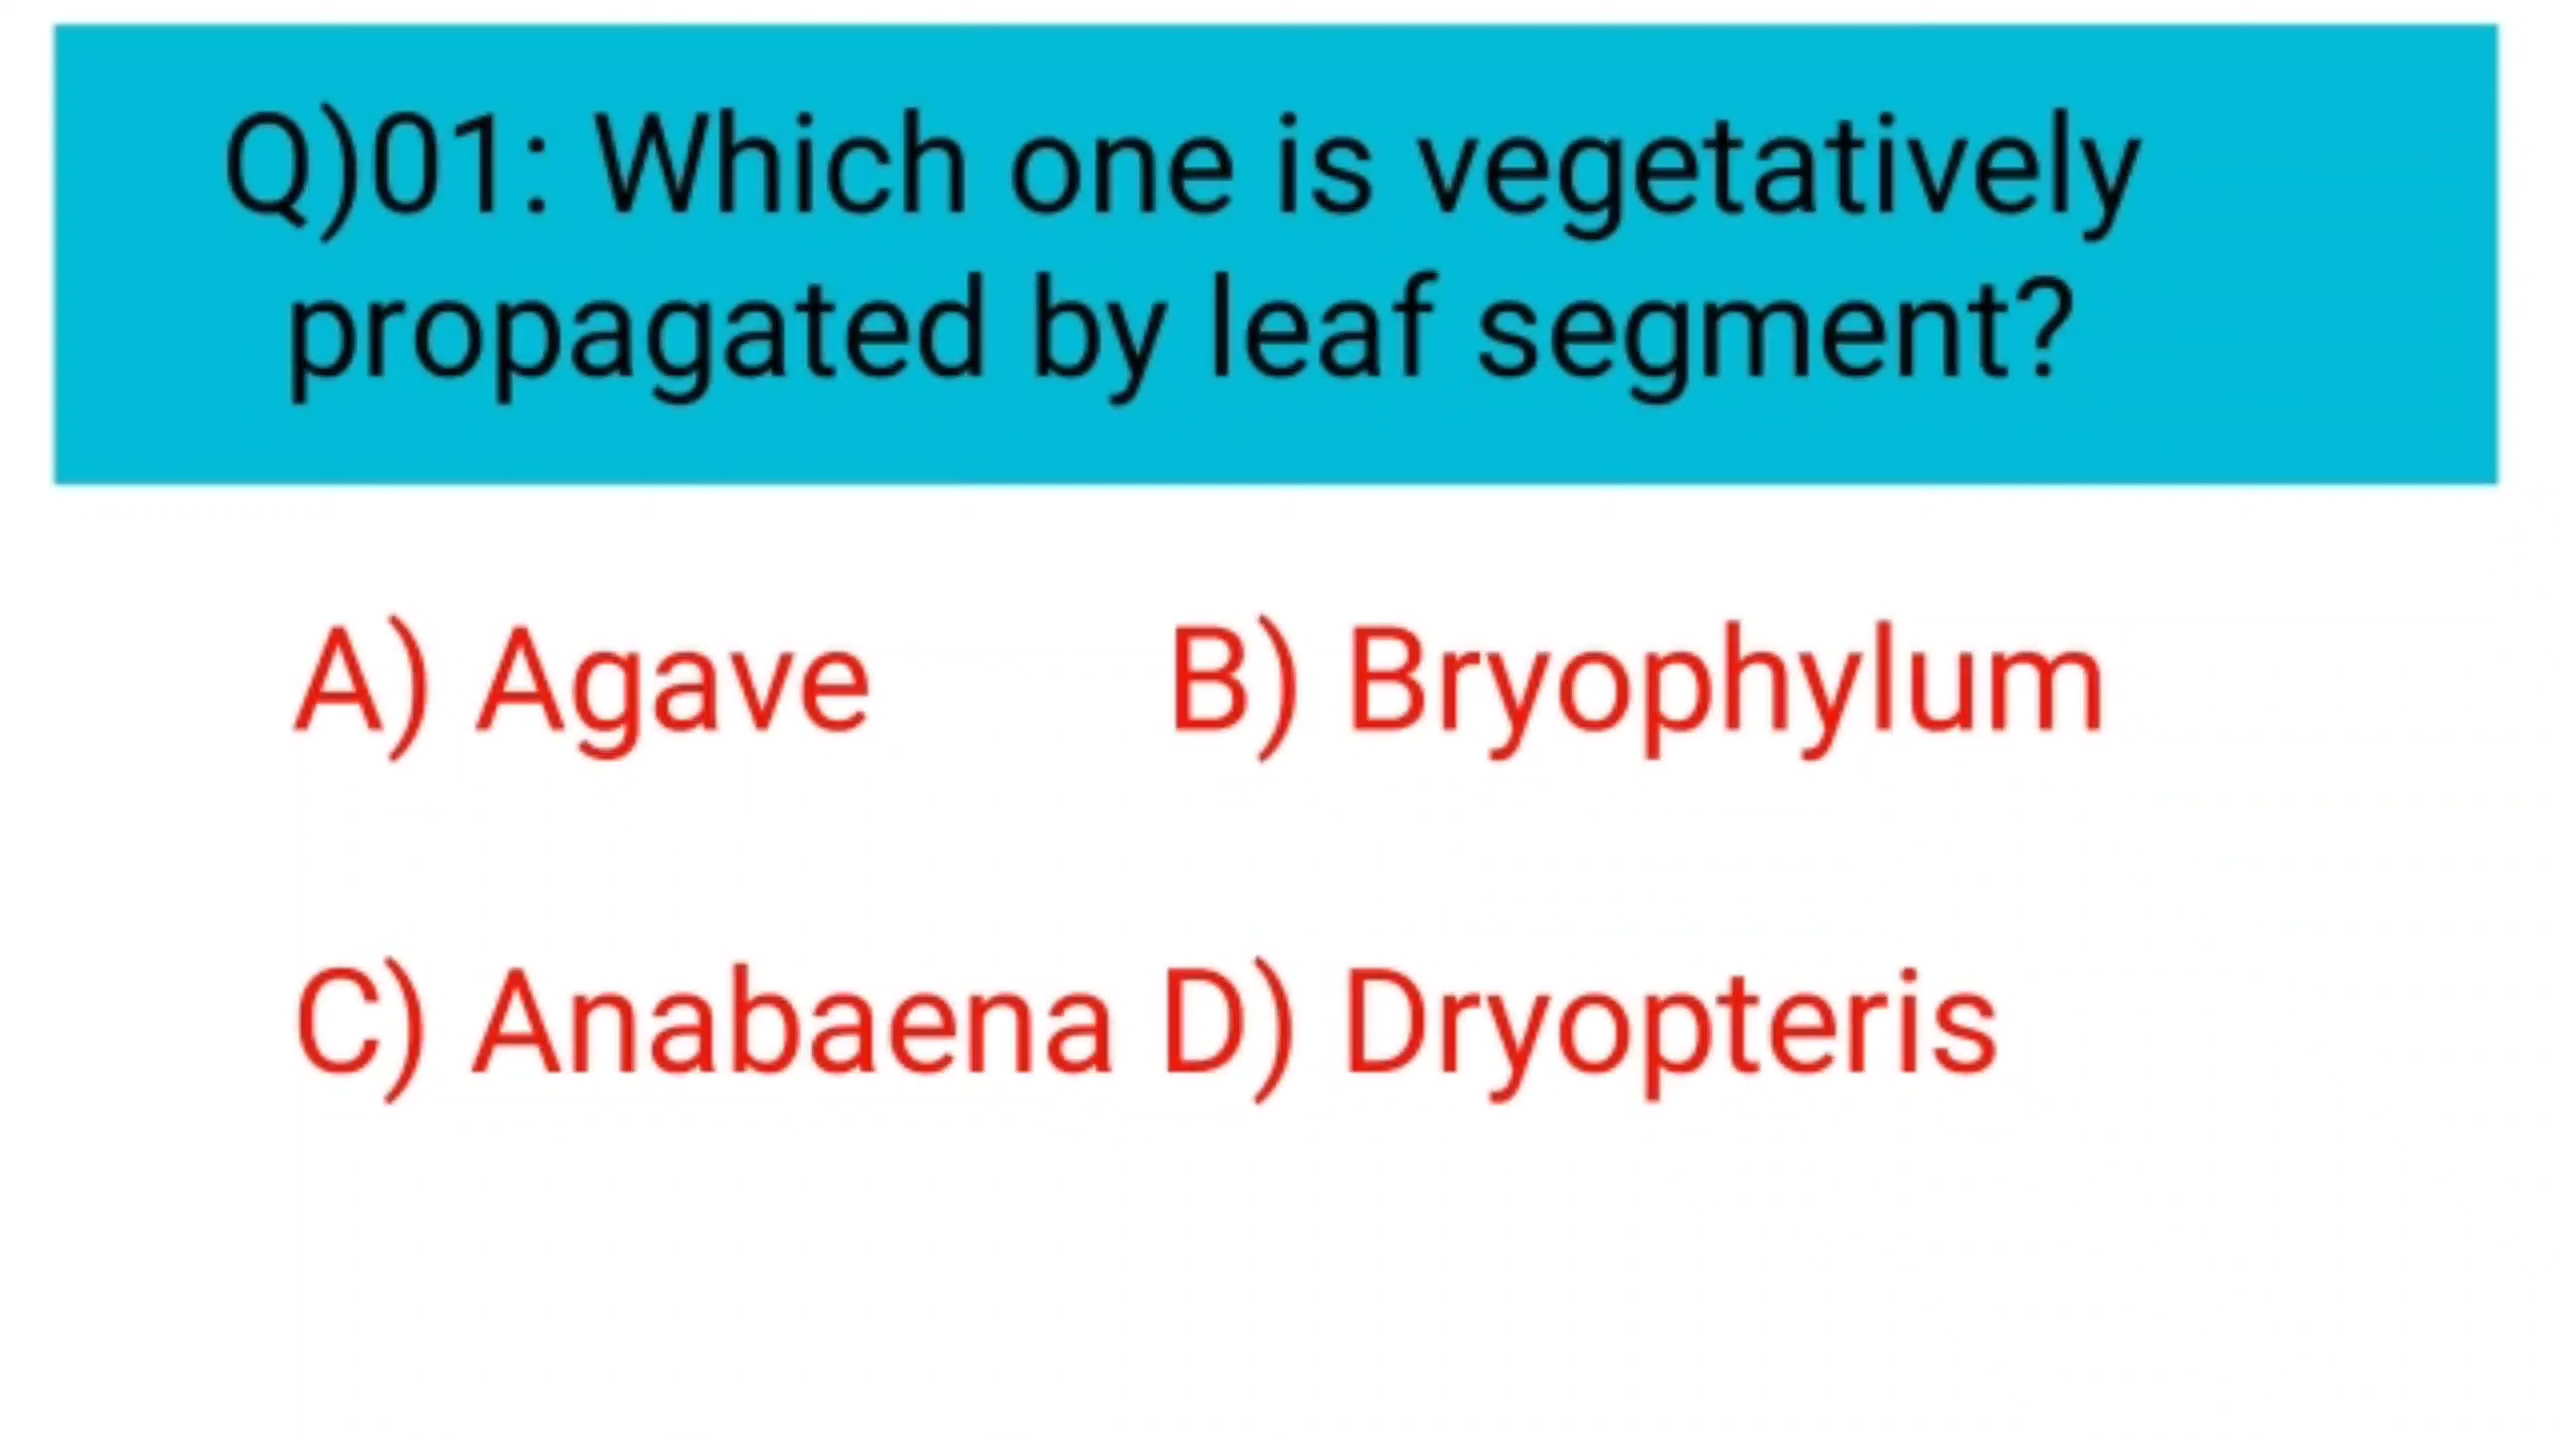 Q)01: Which one is vegetatively
propagated by leaf segment?
A) Agave B) Bryophylum
C) Anabaena D) Dryopteris